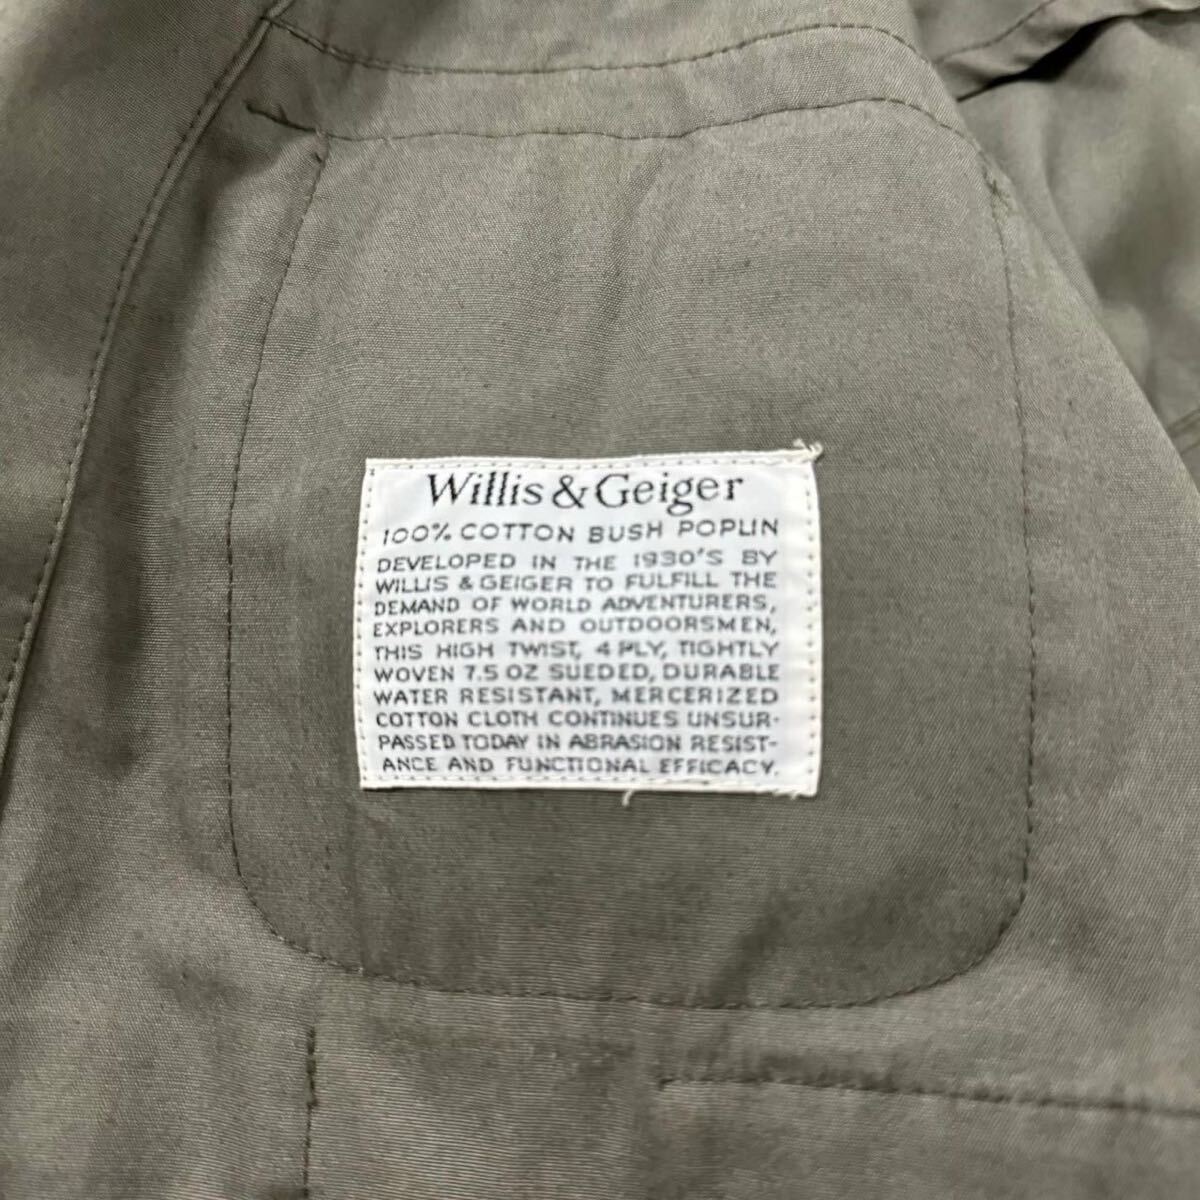 Willis & Geiger
100% COTTON BUSH POPLIN
DEVELOPED IN THE 1930'S BY
WILLIS & GEIGER TO FULFILL THE
DEMAND OF WORLD ADVENTURERS,
EXPLORERS AND OUTDOORSMEN,
THIS HIGH TWIST, 4 PLY, TIGHTLY
WOVEN 7.5 OZ SUEDED, DURABLE
WATER RESISTANT, MERCERIZED
COTTON CLOTH CONTINUES UNSUR-
PASSED TODAY IN ABRASION RESIST-
ANCE AND FUNCTIONAL EFFICACY.